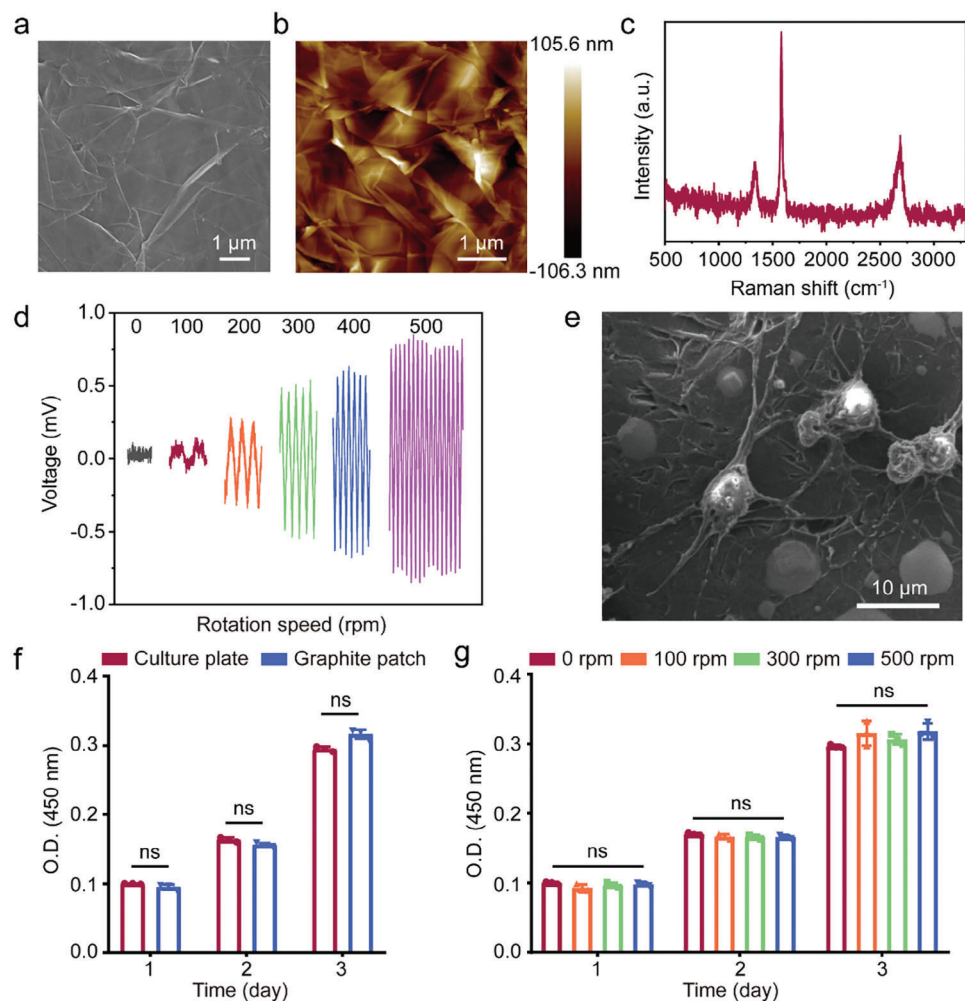 a
1 µm
b
1 µm
105.6 nm
-106.3 nm
c
Intensity (a.u.)
500 1000 1500 2000 2500 3000
Raman shift (cm⁻¹)
d
Voltage (mV)
1.0
0.5
0.0
-0.5
-1.0
0 100 200 300 400 500
Rotation speed (rpm)
e
10 µm
f
Culture plate Graphite patch
O.D. (450 nm)
0.4
0.3
0.2
0.1
0.0
ns
ns
ns
1 2 3
Time (day)
g
0 rpm 100 rpm 300 rpm 500 rpm
O.D. (450 nm)
0.4
0.3
0.2
0.1
0.0
ns
ns
ns
1 2 3
Time (day)